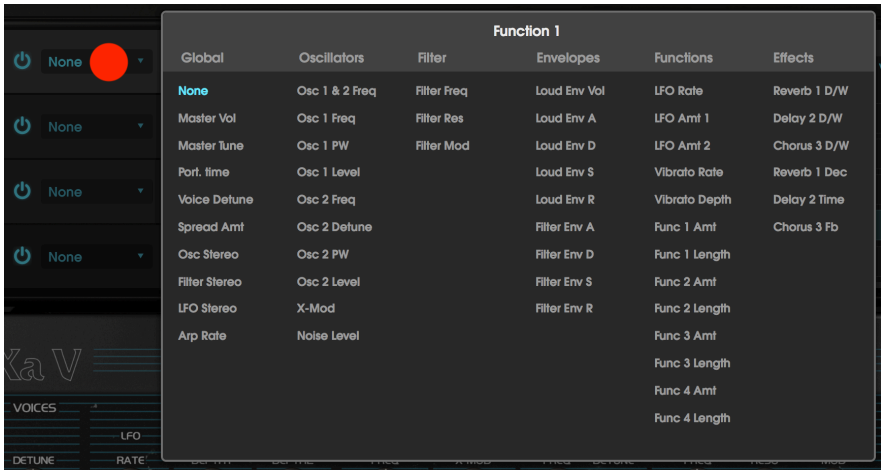 Function 1
Global Oscillators Filter Envelopes Functions Effects
None None Osc 1 & 2 Freq Filter Freq Loud Env Vol LFO Rate Reverb 1 D/W
Master Vol Osc 1 Freq Filter Res Loud Env A LFO Amt 1 Delay 2 D/W
None Master Tune Osc 1 PW Filter Mod Loud Env D LFO Amt 2 Chorus 3 D/W
Port. time Osc 1 Level Loud Env S Vibrato Rate Reverb 1 Dec
None Voice Detune Osc 2 Freq Loud Env R Vibrato Depth Delay 2 Time
Spread Amt Osc 2 Detune Filter Env A Func 1 Amt Chorus 3 Fb
None Osc Stereo Osc 2 PW Filter Env D Func 1 Length
Filter Stereo Osc 2 Level Filter Env S Func 2 Amt
LFO Stereo X-Mod Filter Env R Func 2 Length
Arp Rate Noise Level Func 3 Amt
Func 3 Length
Func 4 Amt
Func 4 Length
Xa V
VOICES
LFO
DETUNE RATE